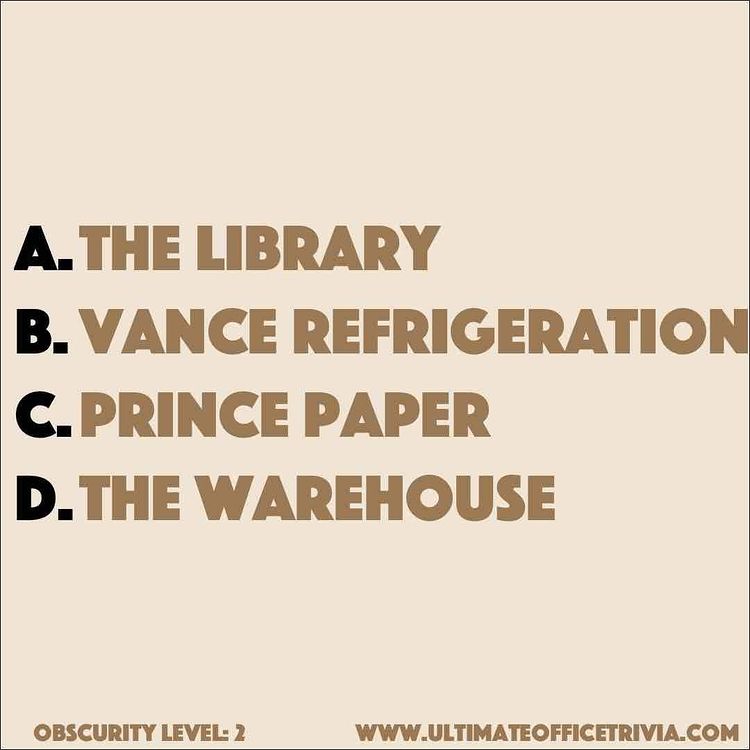 A. THE LIBRARY
B. VANCE REFRIGERATION
C. PRINCE PAPER
D. THE WAREHOUSE
OBSCURITY LEVEL: 2 WWW.ULTIMATEOFFICETRIVIA.COM